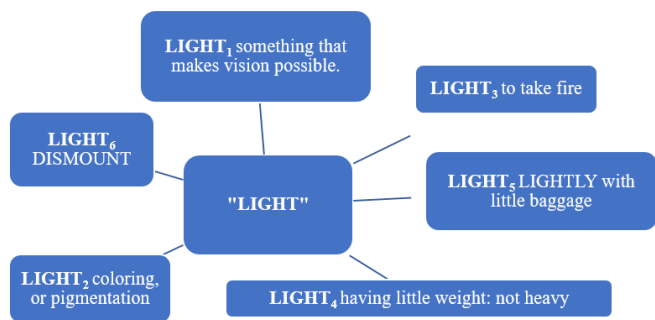 LIGHT₁ something that
makes vision possible.
LIGHT₃ to take fire
LIGHT₆
DISMOUNT
"LIGHT"
LIGHT₅ LIGHTLY with
little baggage
LIGHT₂ coloring,
or pigmentation
LIGHT₄ having little weight: not heavy